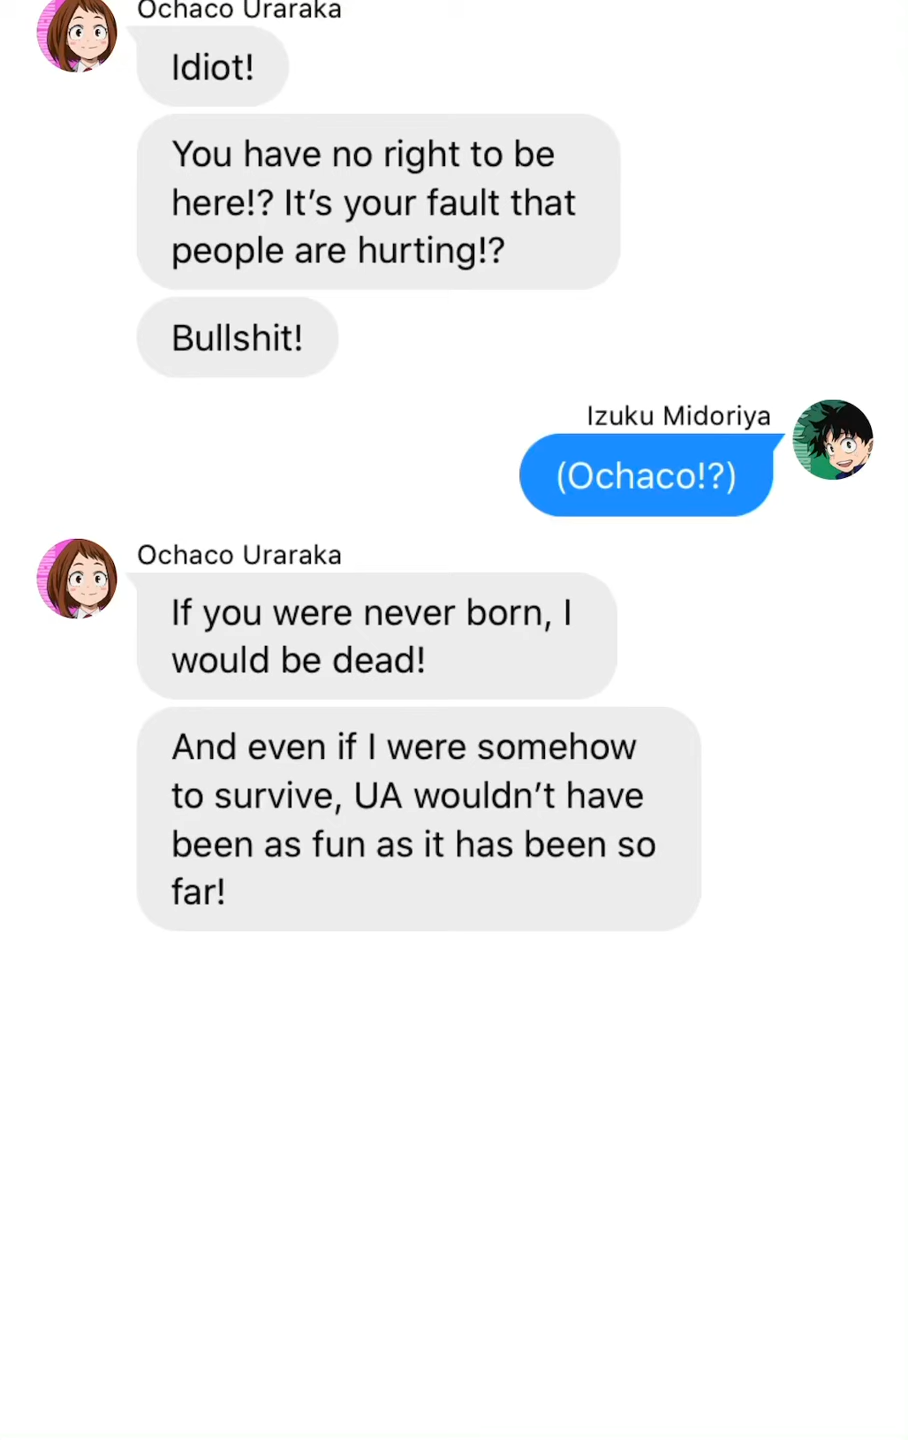 Ochaco Uraraka
Idiot!
You have no right to be
here!? It’s your fault that
people are hurting!?
Bullshit!
Izuku Midoriya
(Ochaco!?)
Ochaco Uraraka
If you were never born, I
would be dead!
And even if I were somehow
to survive, UA wouldn’t have
been as fun as it has been so
far!